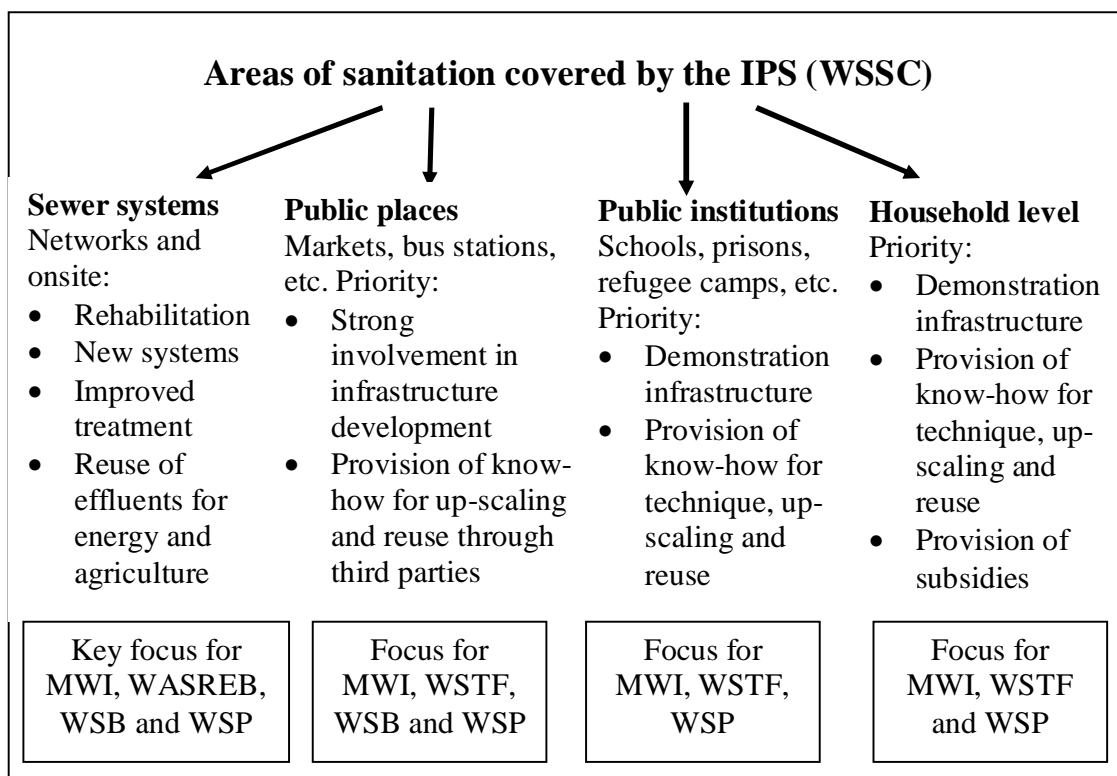 Areas of sanitation covered by the IPS (WSSC)
Sewer systems
Networks and
onsite:
• Rehabilitation
• New systems
• Improved
treatment
• Reuse of
effluents for
energy and
agriculture
Key focus for
MWI, WASREB,
WSB and WSP
Public places
Markets, bus stations,
etc. Priority:
• Strong
involvement in
infrastructure
development
• Provision of know-
how for up-scaling
and reuse through
third parties
Focus for
MWI, WSTF,
WSB and WSP
Public institutions
Schools, prisons,
refugee camps, etc.
Priority:
• Demonstration
infrastructure
• Provision of
know-how for
technique, up-
scaling and
reuse
Focus for
MWI, WSTF,
WSP
Household level
Priority:
• Demonstration
infrastructure
• Provision of
know-how for
technique, up-
scaling and
reuse
• Provision of
subsidies
Focus for
MWI, WSTF
and WSP